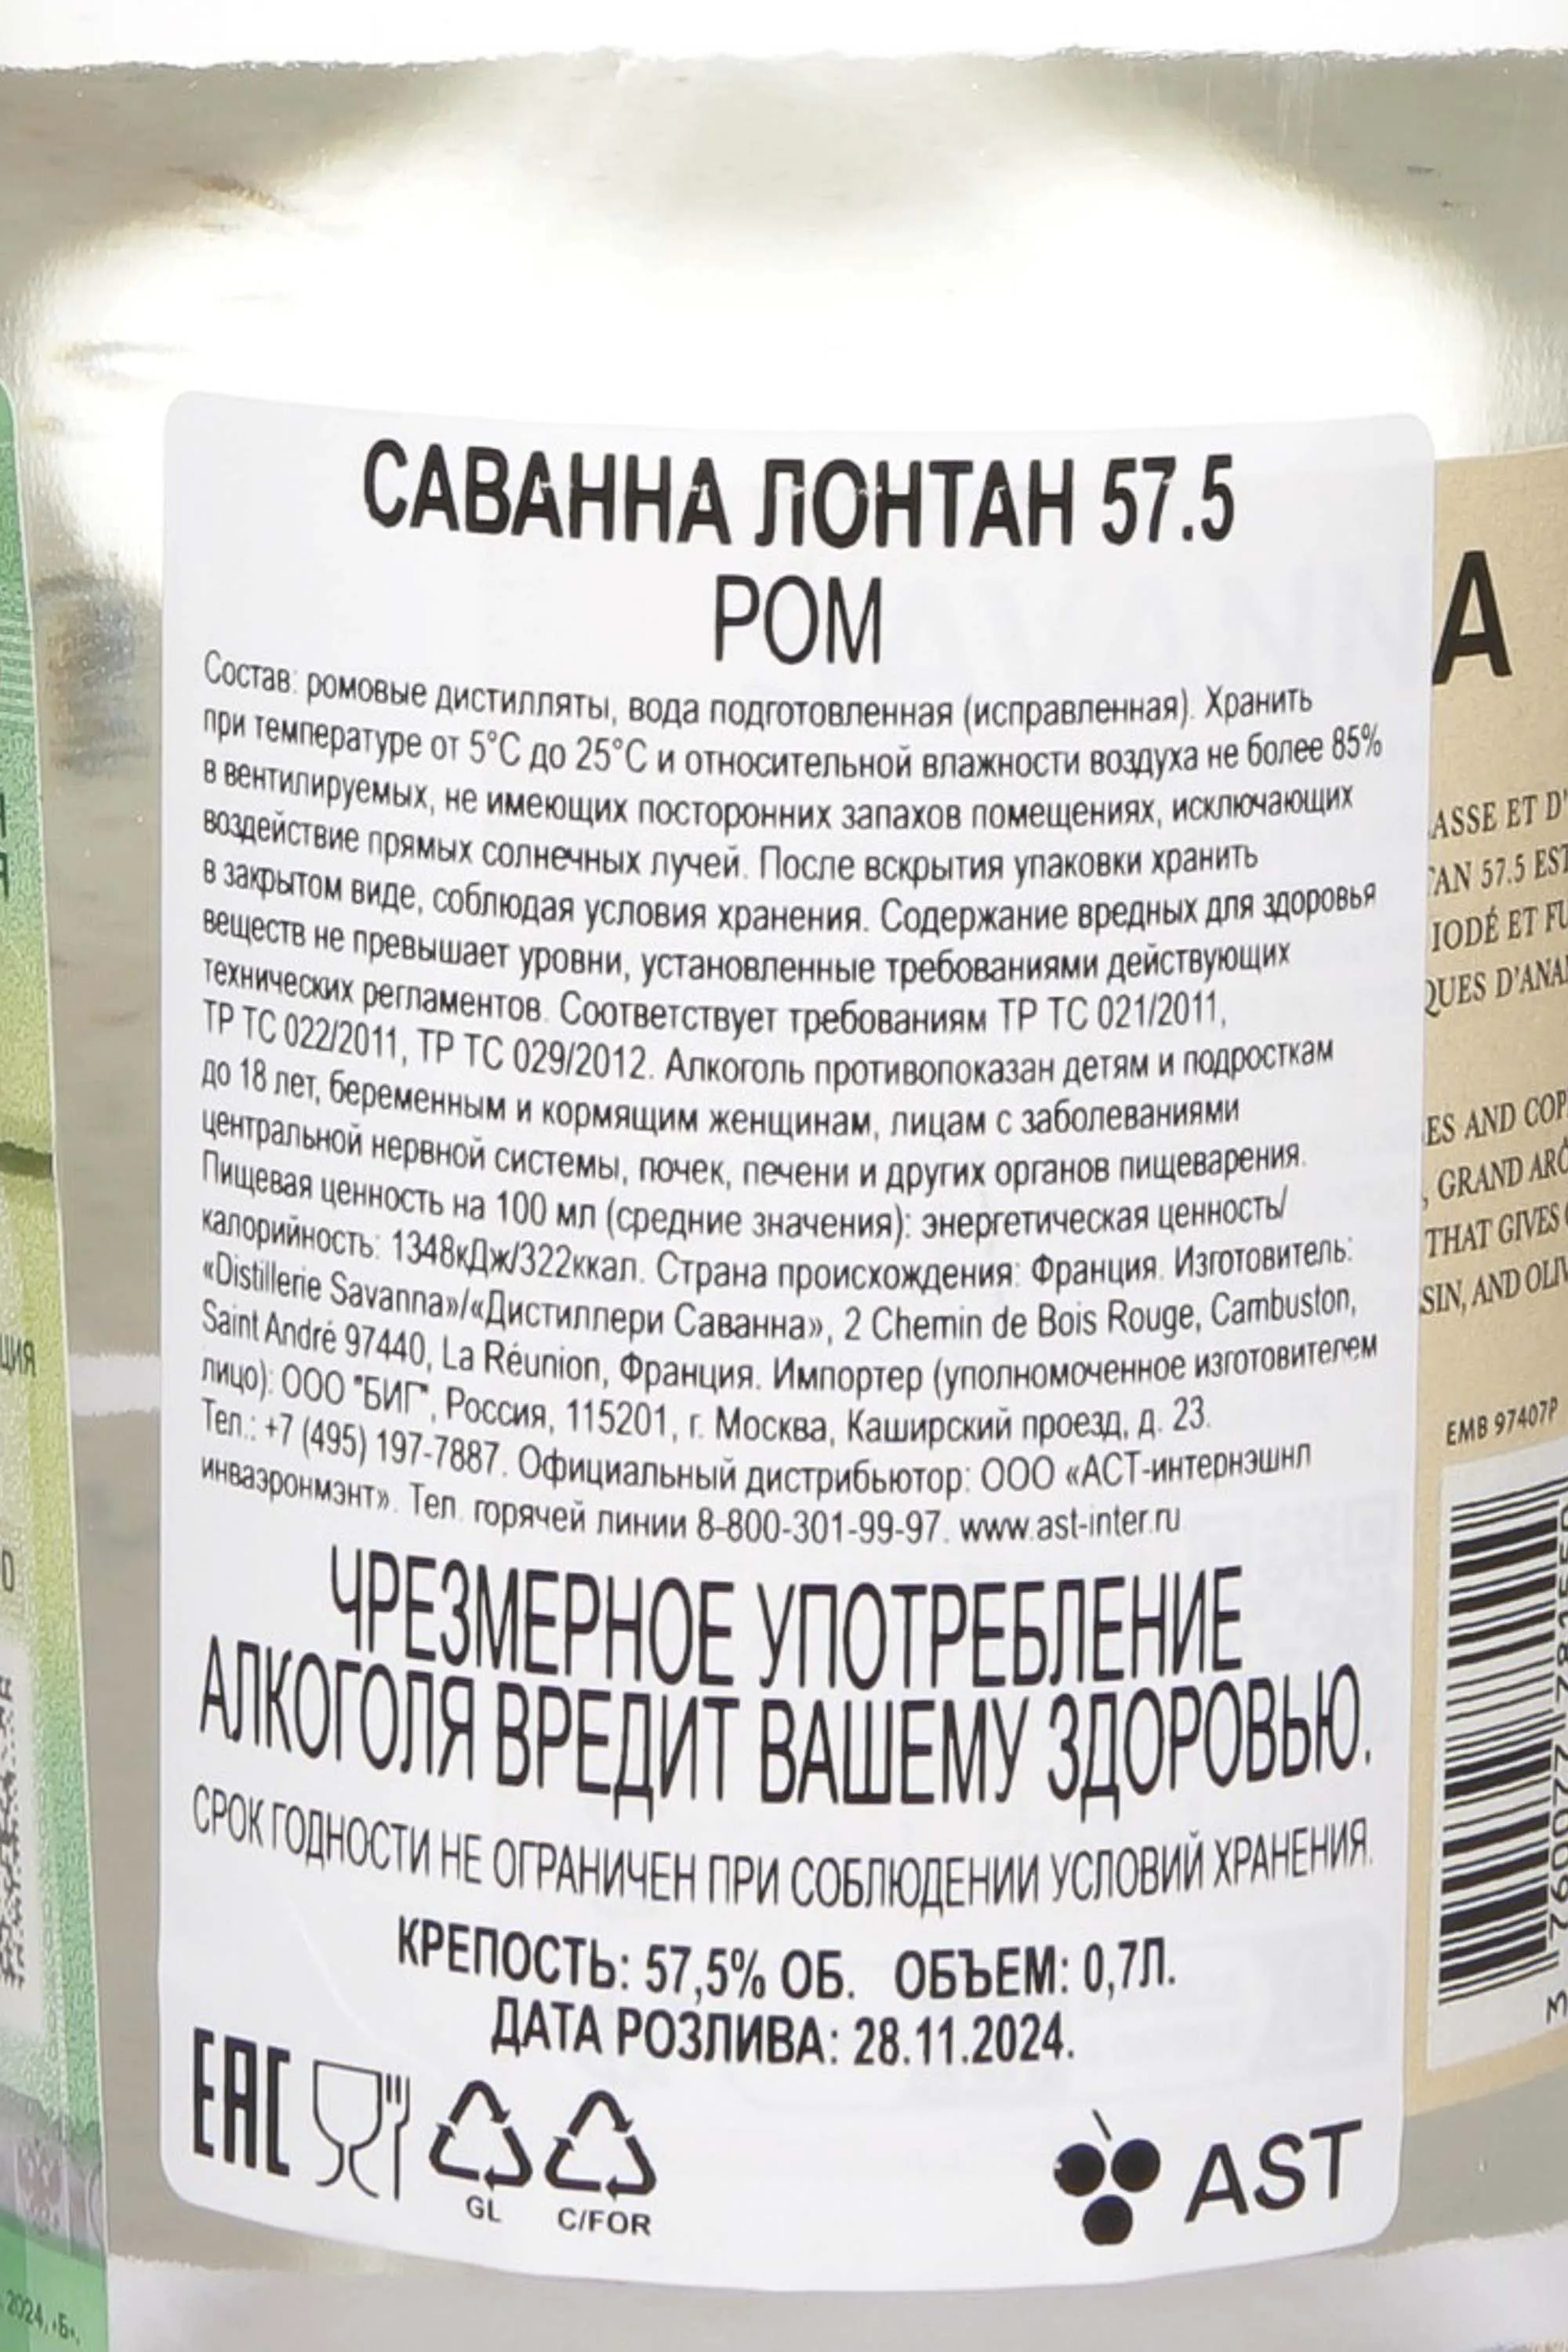 САВАННА ЛОНТАН 57.5
РОМ
Состав: ромовые дистилляты, вода подготовленная (исправленная). Хранить
при температуре от 5°С до 25°С и относительной влажности воздуха не более 85%
в вентилируемых, не имеющих посторонних запахов помещениях, исключающих
воздействие прямых солнечных лучей. После вскрытия упаковки хранить
в закрытом виде, соблюдая условия хранения. Содержание вредных для здоровья
веществ не превышает уровни, установленные требованиями действующих
технических регламентов. Соответствует требованиям ТР ТС 021/2011,
ТР ТС 022/2011, ТР ТС 029/2012. Алкоголь противопоказан детям и подросткам
до 18 лет, беременным и кормящим женщинам, лицам с заболеваниями
центральной нервной системы, почек, печени и других органов пищеварения.
Пищевая ценность на 100 мл (средние значения): энергетическая ценность/
калорийность: 1348кДж/322ккал. Страна происхождения: Франция. Изготовитель:
«Distillerie Savanna»/«Дистиллери Саванна», 2 Chemin de Bois Rouge, Cambuston,
Saint André 97440, La Réunion, Франция. Импортер (уполномоченное изготовителем
лицо): ООО "БИГ", Россия, 115201, г. Москва, Каширский проезд, д. 23.
Тел.: +7 (495) 197-7887. Официальный дистрибьютор: ООО «АСТ-интернэшнл
инваэронмэнт». Тел. горячей линии 8-800-301-99-97. www.ast-inter.ru
ЧРЕЗМЕРНОЕ УПОТРЕБЛЕНИЕ
АЛКОГОЛЯ ВРЕДИТ ВАШЕМУ ЗДОРОВЬЮ.
СРОК ГОДНОСТИ НЕ ОГРАНИЧЕН ПРИ СОБЛЮДЕНИИ УСЛОВИЙ ХРАНЕНИЯ.
КРЕПОСТЬ: 57,5% ОБ. ОБЪЕМ: 0,7Л.
ДАТА РОЗЛИВА: 28.11.2024.
EAC
GL
C/FOR
AST
A
ASSE ET D'
TAN 57.5 EST
IODÉ ET FU
QUES D'ANA
ES AND COP
, GRAND ARÔ
THAT GIVES
SIN, AND OLIV
EMB 97407P
ЦИЯ
2024, «Б».